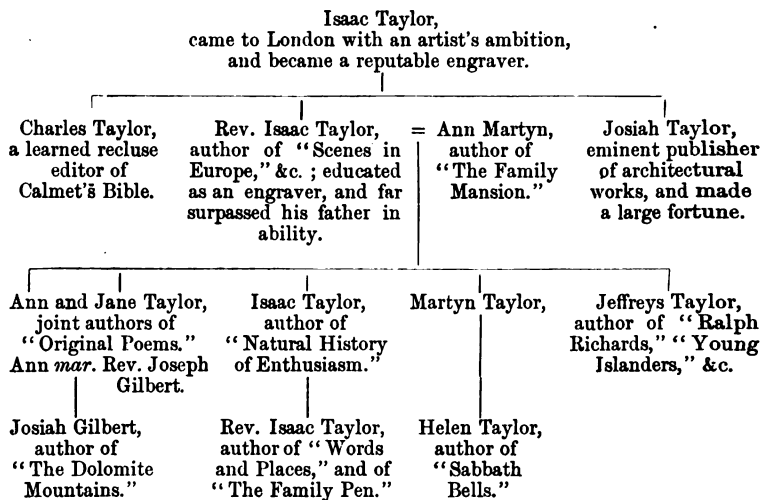 Isaac Taylor,
came to London with an artist's ambition,
and became a reputable engraver.
Charles Taylor,
a learned recluse
editor of
Calmet's Bible.
Rev. Isaac Taylor,
author of "Scenes in
Europe," &c. ; educated
as an engraver, and far
surpassed his father in
ability.
= Ann Martyn,
author of
"The Family
Mansion."
Josiah Taylor,
eminent publisher
of architectural
works, and made
a large fortune.
Ann and Jane Taylor,
joint authors of
"Original Poems."
Ann mar. Rev. Joseph
Gilbert.
Isaac Taylor,
author of
"Natural History
of Enthusiasm."
Martyn Taylor,
Jeffreys Taylor,
author of "Ralph
Richards," "Young
Islanders," &c.
Josiah Gilbert,
author of
"The Dolomite
Mountains."
Rev. Isaac Taylor,
author of "Words
and Places," and of
"The Family Pen."
Helen Taylor,
author of
"Sabbath
Bells."